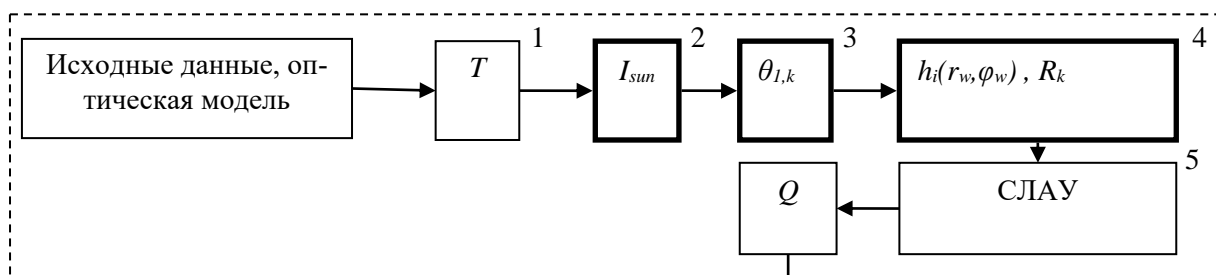 Исходные данные, оп-
тическая модель
T
1
I_sun
2
θ_1,k
3
h_i(r_w,φ_w) , R_k
4
СЛАУ
5
Q